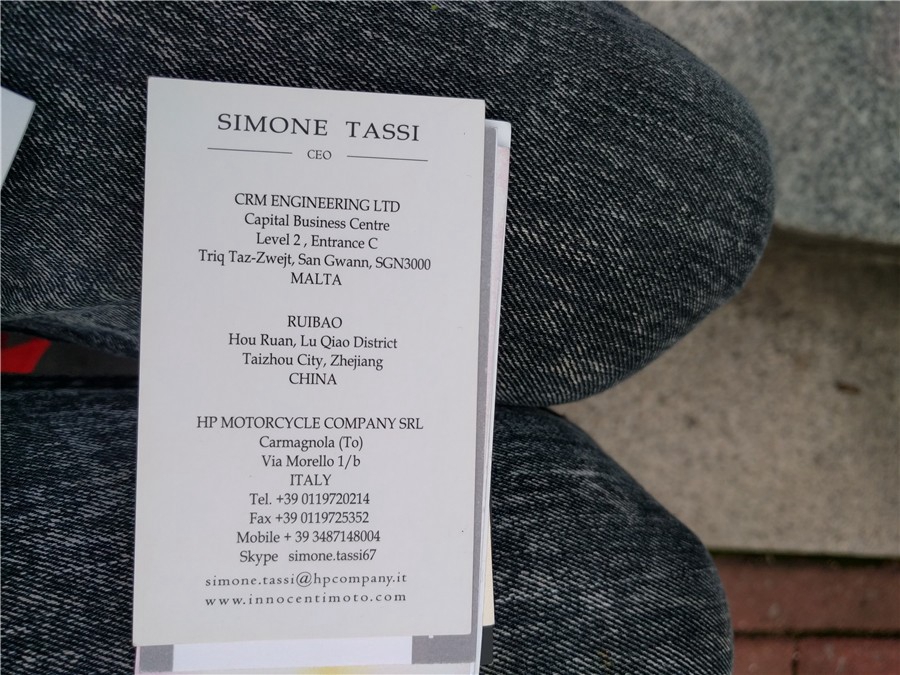 SIMONE TASSI
CEO
CRM ENGINEERING LTD
Capital Business Centre
Level 2 , Entrance C
Triq Taz-Zwejt, San Gwann, SGN3000
MALTA
RUIBAO
Hou Ruan, Lu Qiao District
Taizhou City, Zhejiang
CHINA
HP MOTORCYCLE COMPANY SRL
Carmagnola (To)
Via Morello 1/b
ITALY
Tel. +39 0119720214
Fax +39 0119725352
Mobile + 39 3487148004
Skype simone.tassi67
simone.tassi@hpcompany.it
www.innocentimoto.com